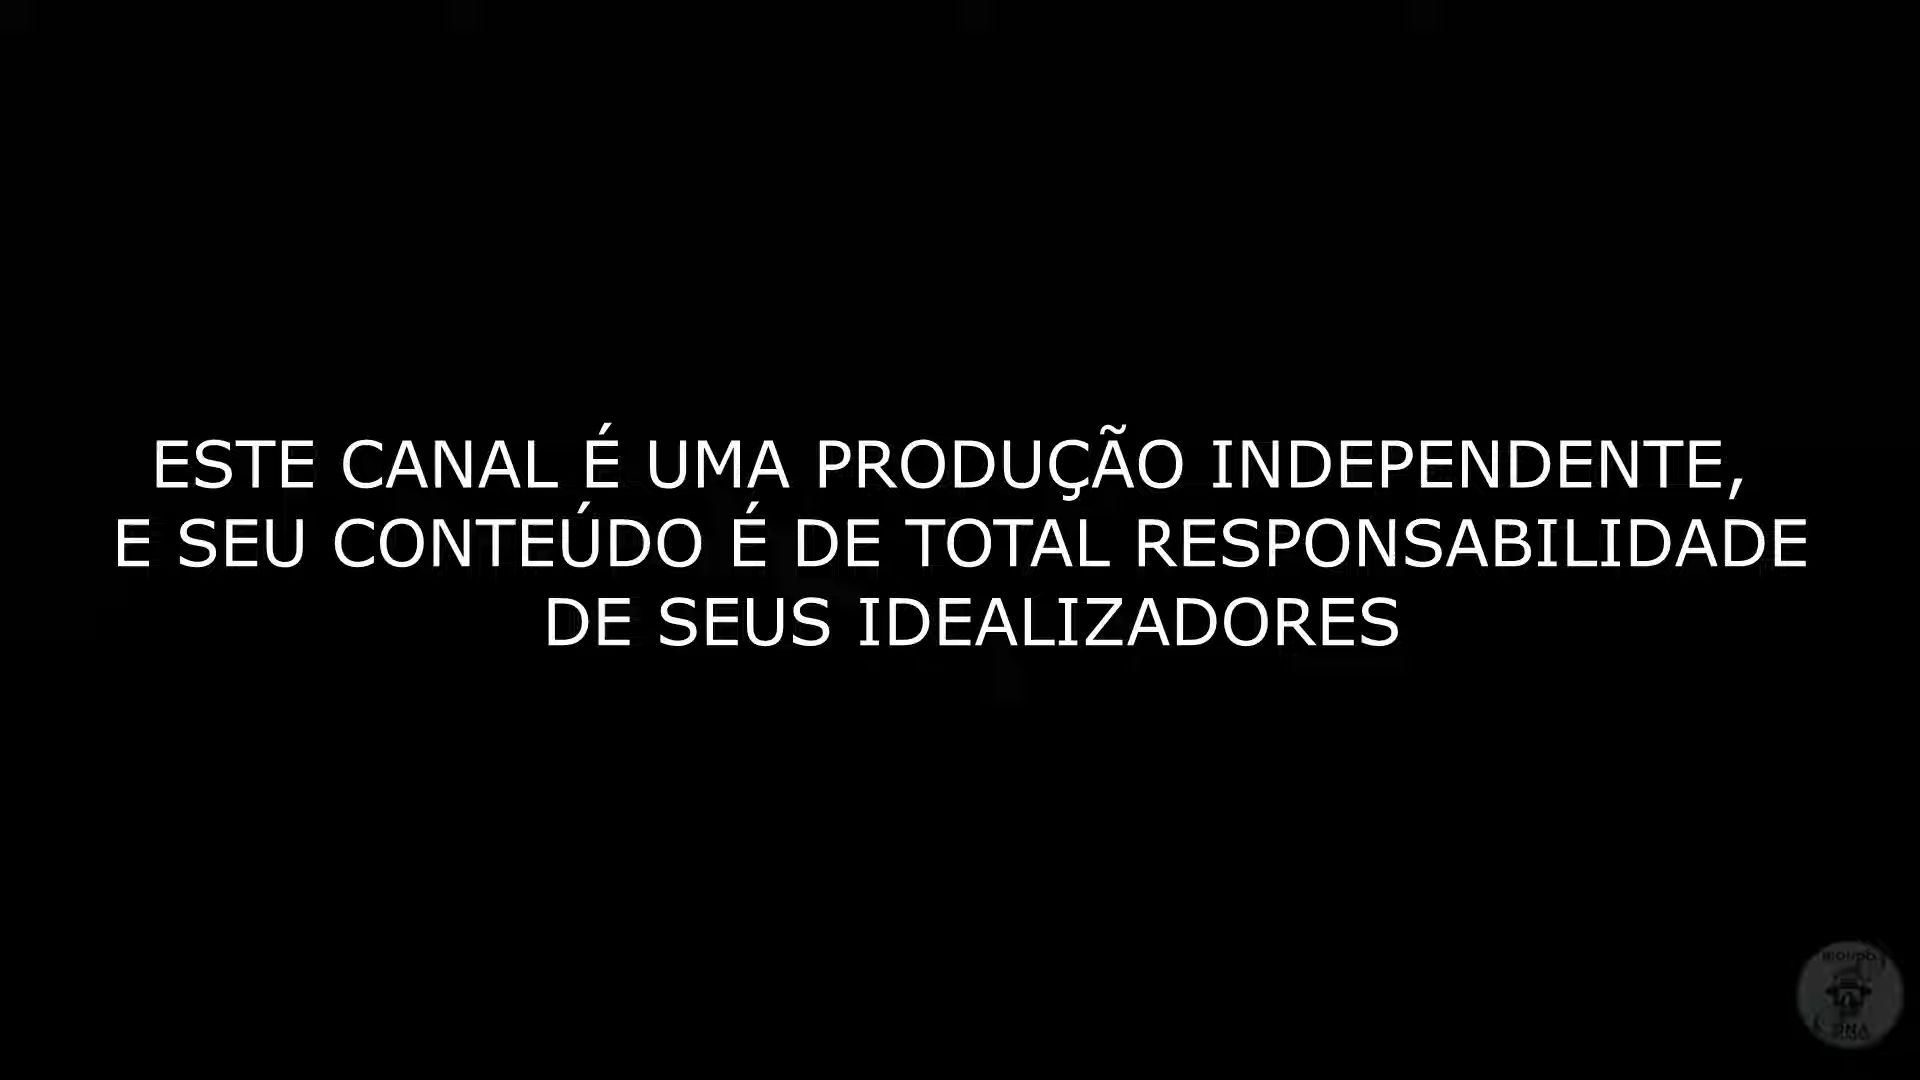 ESTE CANAL É UMA PRODUÇÃO INDEPENDENTE,
E SEU CONTEÚDO É DE TOTAL RESPONSABILIDADE
DE SEUS IDEALIZADORES